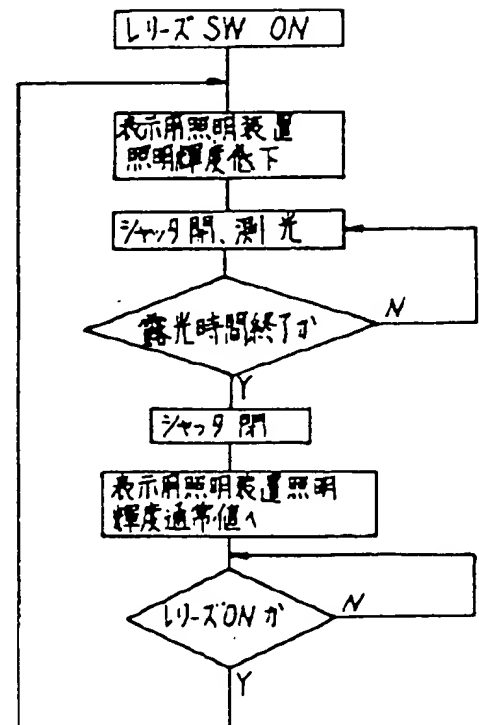 レリーズ SW ON
表示用照明装置
照明輝度低下
シャッタ開、測光
露光時間終了か
N
Y
シャッタ閉
表示用照明装置照明
輝度通常値へ
レリーズONか
N
Y